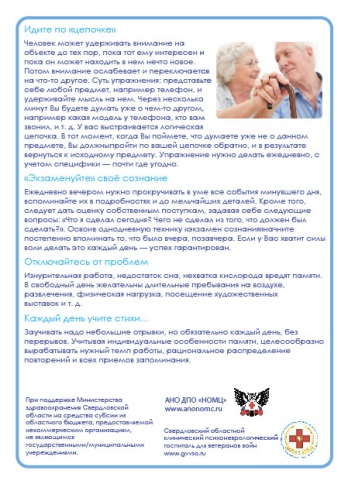 Идите по «цепочке»
Человек может удерживать внимание на
объекте до тех пор, пока тот ему интересен и
пока он может находить в нем нечто новое.
Потом внимание ослабевает и переключается
на что-то другое. Суть упражнения: представьте
себе любой предмет, например телефон, и
удерживайте мысль на нем. Через несколько
минут Вы будете думать уже о чем-то другом,
например какая модель у телефона, кто вам
звонил, и т. д. У вас выстраивается логическая
цепочка. В тот момент, когда Вы поймете, что думаете уже не о данном
предмете, Вы должныпройти по вашей цепочке обратно, и в результате
вернуться к исходному предмету. Упражнение нужно делать ежедневно, с
учетом специфики — почти где угодно.
«Экзаменуйте» своё сознание
Ежедневно вечером нужно прокручивать в уме все события минувшего дня,
вспоминайте их в подробностях и до мельчайших деталей. Кроме того,
следует дать оценку собственным поступкам, задавая себе следующие
вопросы: «Что я сделал сегодня? Чего не сделал из того, что должен был
сделать?». Освоив однодневную технику «экзамен сознания»начните
постепенно вспоминать то, что было вчера, позавчера. Если у Вас хватит силы
воли делать это каждый день — успех гарантирован.
Отключайтесь от проблем
Изнурительная работа, недостаток сна, нехватка кислорода вредят памяти.
В свободный день желательны длительные пребывания на воздухе,
развлечения, физическая нагрузка, посещение художественных
выставок и т. д.
Каждый день учите стихи...
Заучивать надо небольшие отрывки, но обязательно каждый день, без
перерывов. Учитывая индивидуальные особенности памяти, целесообразно
вырабатывать нужный темп работы, рациональное распределение
повторений и всех приемов запоминания.
При поддержке Министерства
здравоохранения Свердловской
области на средства субсии из
областного бюджета, предоставляемой
некоммерческим организациям,
не являющимся
государственными/муниципальными
учреждениями.
АНО ДПО «НОМЦ»
www.anonomc.ru
Свердловский областной
клинический психоневрологический
госпиталь для ветеранов войн
www.gvvso.ru